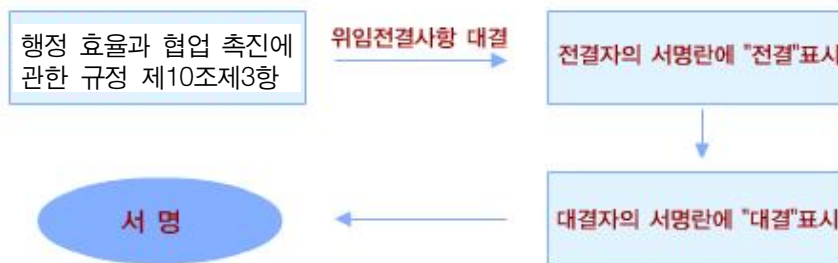 행정 효율과 협업 촉진에
관한 규정 제10조제3항
위임전결사항 대결
전결자의 서명란에 "전결"표시
대결자의 서명란에 "대결"표시
서 명